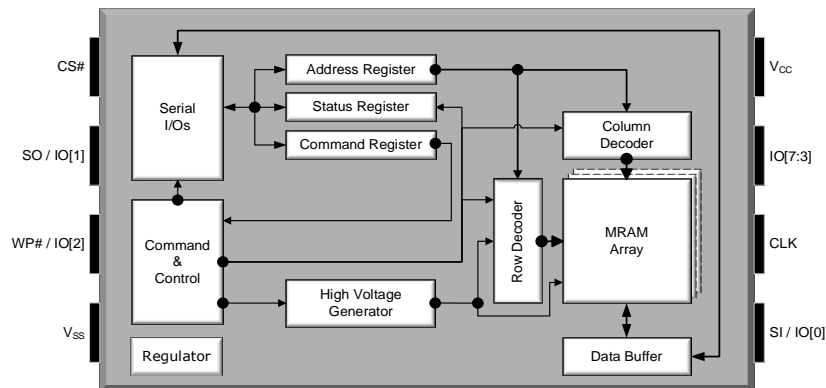 CS#
SO / IO[1]
WP# / IO[2]
VSS
Serial
I/Os
Address Register
Status Register
Command Register
Command
&
Control
High Voltage
Generator
Regulator
Row Decoder
Column
Decoder
MRAM
Array
Data Buffer
VCC
IO[7:3]
CLK
SI / IO[0]